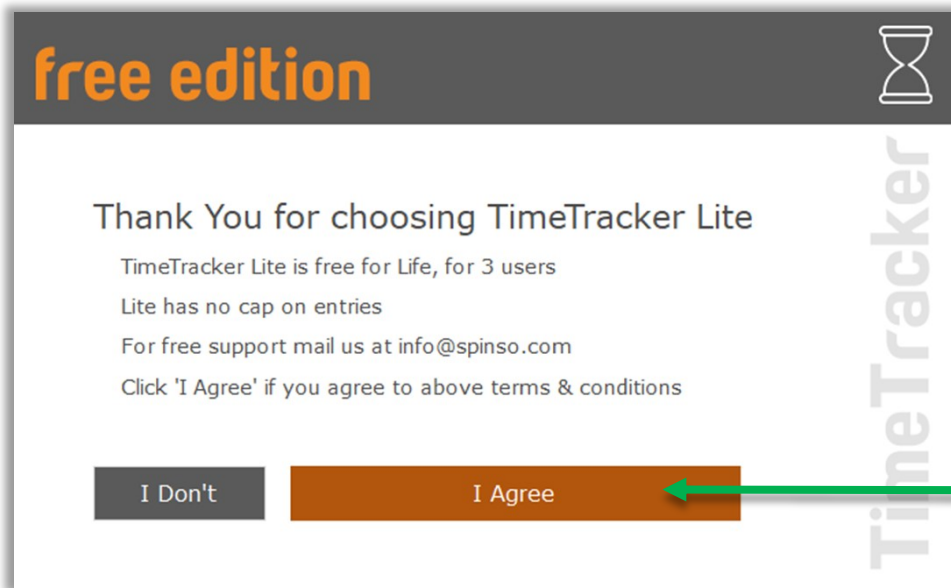 free edition
Thank You for choosing TimeTracker Lite
TimeTracker Lite is free for Life, for 3 users
Lite has no cap on entries
For free support mail us at info@spinso.com
Click 'I Agree' if you agree to above terms & conditions
I Don't
I Agree
TimeTracker